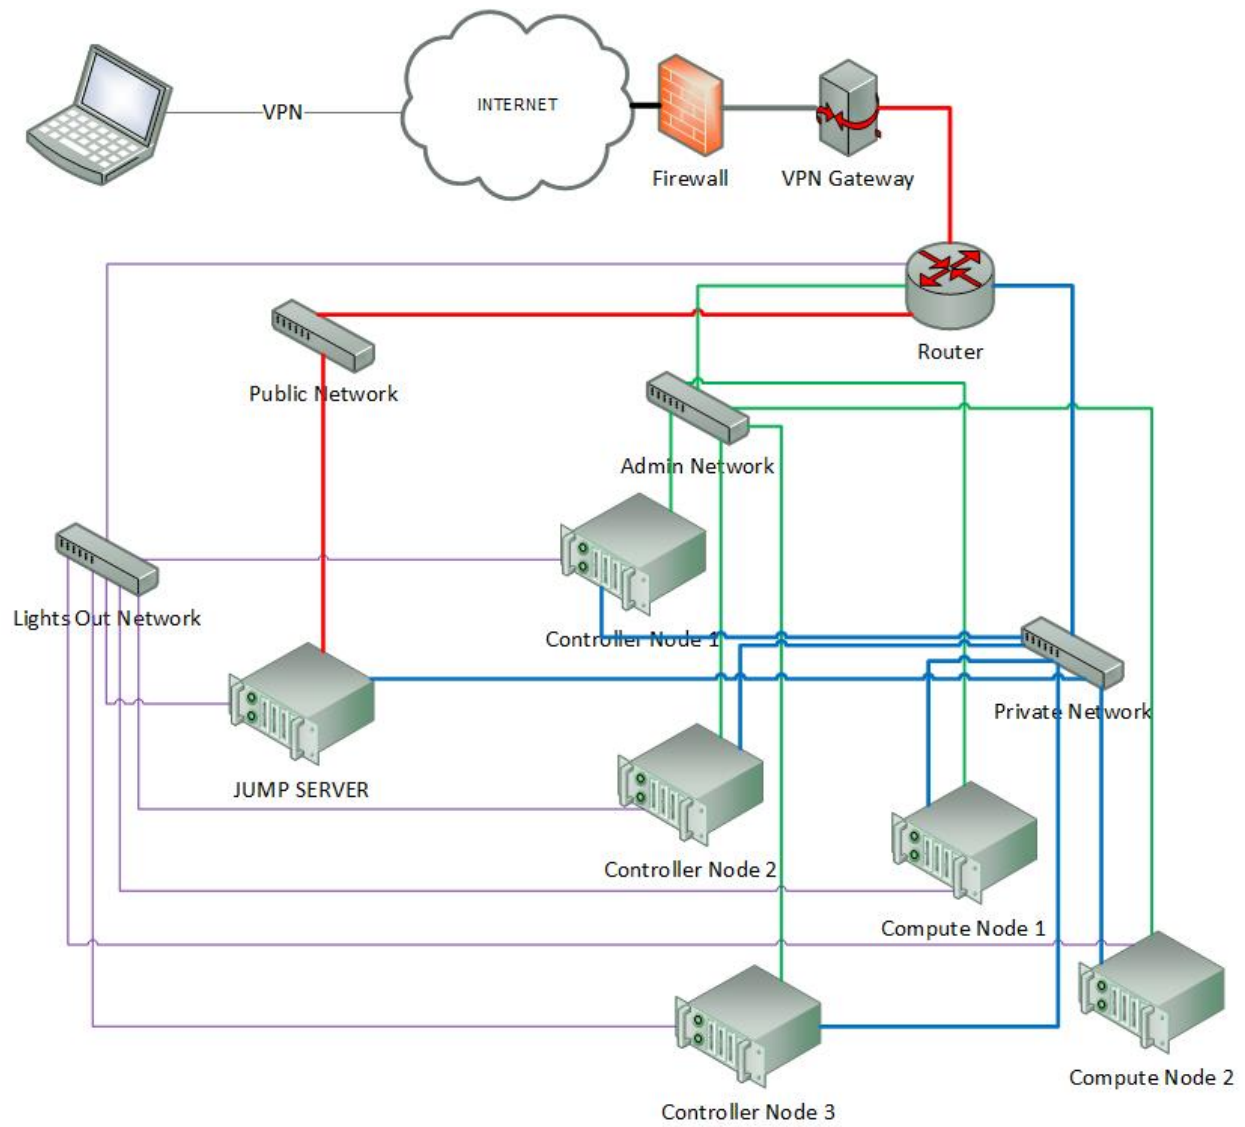 VPN
INTERNET
Firewall
VPN Gateway
Router
Public Network
Admin Network
Lights Out Network
Controller Node 1
Private Network
JUMP SERVER
Controller Node 2
Compute Node 1
Compute Node 2
Controller Node 3